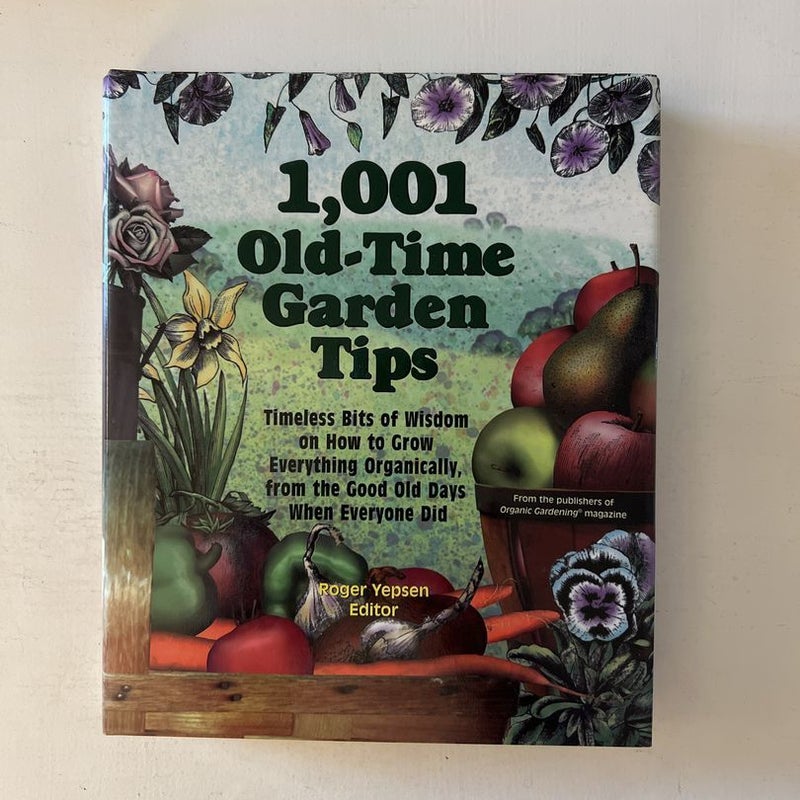 1,001
Old-Time
Garden
Tips
Timeless Bits of Wisdom
on How to Grow
Everything Organically,
from the Good Old Days
When Everyone Did
From the publishers of
Organic Gardening® magazine
Roger Yepsen
Editor